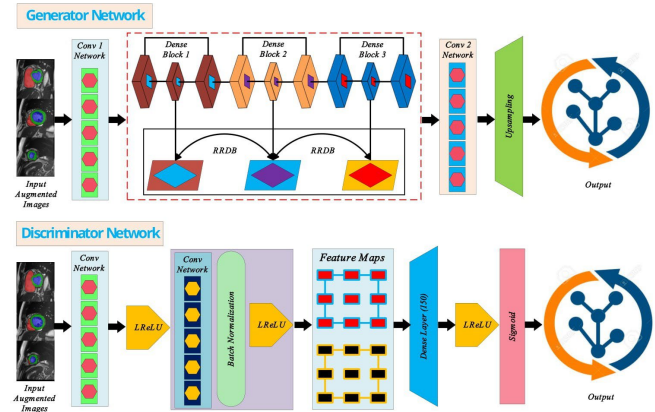 Generator Network
Conv 1
Network
Dense
Block 1
Dense
Block 2
Dense
Block 3
Conv 2
Network
RRDB
RRDB
Upsampling
Input
Augmented
Images
Output
Discriminator Network
Conv
Network
LReLU
Conv
Network
Batch Normalization
LReLU
Feature Maps
Dense Layer (150)
LReLU
Sigmoid
Input
Augmented
Images
Output